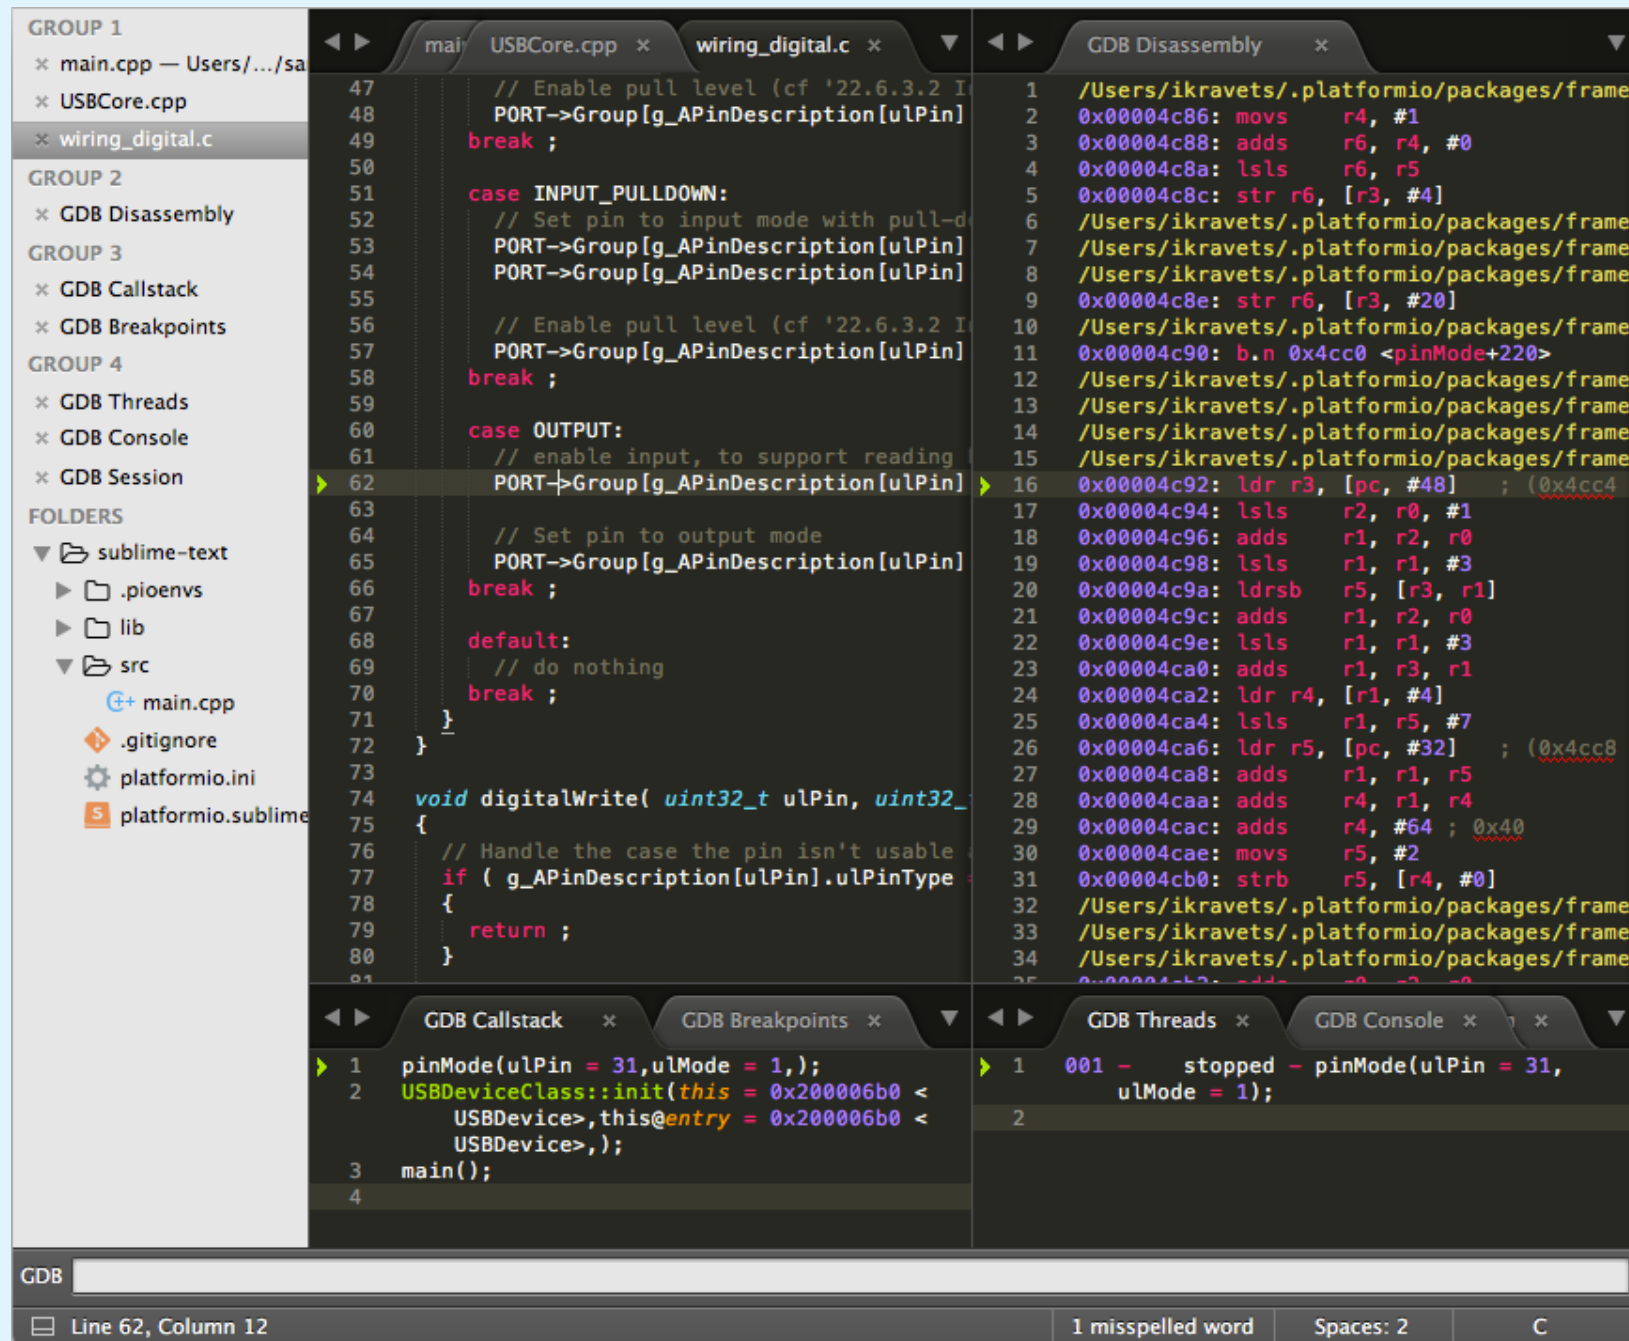 GROUP 1
main.cpp — Users/.../sa
USBCore.cpp
wiring_digital.c
GROUP 2
GDB Disassembly
GROUP 3
GDB Callstack
GDB Breakpoints
GROUP 4
GDB Threads
GDB Console
GDB Session
FOLDERS
sublime-text
.pioenvs
lib
src
main.cpp
.gitignore
platformio.ini
platformio.sublime
mai USBCore.cpp wiring_digital.c
47 // Enable pull level (cf '22.6.3.2 I
48 PORT->Group[g_APinDescription[ulPin]
49 break ;
50
51 case INPUT_PULLDOWN:
52 // Set pin to input mode with pull-d
53 PORT->Group[g_APinDescription[ulPin]
54 PORT->Group[g_APinDescription[ulPin]
55
56 // Enable pull level (cf '22.6.3.2 I
57 PORT->Group[g_APinDescription[ulPin]
58 break ;
59
60 case OUTPUT:
61 // enable input, to support reading
62 PORT->Group[g_APinDescription[ulPin]
63
64 // Set pin to output mode
65 PORT->Group[g_APinDescription[ulPin]
66 break ;
67
68 default:
69 // do nothing
70 break ;
71 }
72 }
73
74 void digitalWrite( uint32_t ulPin, uint32_
75 {
76 // Handle the case the pin isn't usable
77 if ( g_APinDescription[ulPin].ulPinType
78 {
79 return ;
80 }
81
GDB Disassembly
1 /Users/ikravets/.platformio/packages/frame
2 0x00004c86: movs r4, #1
3 0x00004c88: adds r6, r4, #0
4 0x00004c8a: lsls r6, r5
5 0x00004c8c: str r6, [r3, #4]
6 /Users/ikravets/.platformio/packages/frame
7 /Users/ikravets/.platformio/packages/frame
8 /Users/ikravets/.platformio/packages/frame
9 0x00004c8e: str r6, [r3, #20]
10 /Users/ikravets/.platformio/packages/frame
11 0x00004c90: b.n 0x4cc0 <pinMode+220>
12 /Users/ikravets/.platformio/packages/frame
13 /Users/ikravets/.platformio/packages/frame
14 /Users/ikravets/.platformio/packages/frame
15 /Users/ikravets/.platformio/packages/frame
16 0x00004c92: ldr r3, [pc, #48] ; (0x4cc4
17 0x00004c94: lsls r2, r0, #1
18 0x00004c96: adds r1, r2, r0
19 0x00004c98: lsls r1, r1, #3
20 0x00004c9a: ldrsb r5, [r3, r1]
21 0x00004c9c: adds r1, r2, r0
22 0x00004c9e: lsls r1, r1, #3
23 0x00004ca0: adds r1, r3, r1
24 0x00004ca2: ldr r4, [r1, #4]
25 0x00004ca4: lsls r1, r5, #7
26 0x00004ca6: ldr r5, [pc, #32] ; (0x4cc8
27 0x00004ca8: adds r1, r1, r5
28 0x00004caa: adds r4, r1, r4
29 0x00004cac: adds r4, #64 ; 0x40
30 0x00004cae: movs r5, #2
31 0x00004cb0: strb r5, [r4, #0]
32 /Users/ikravets/.platformio/packages/frame
33 /Users/ikravets/.platformio/packages/frame
34 /Users/ikravets/.platformio/packages/frame
GDB Callstack GDB Breakpoints
1 pinMode(ulPin = 31,ulMode = 1,);
2 USBDeviceClass::init(this = 0x200006b0 <
USBDevice>,this@entry = 0x200006b0 <
USBDevice>,);
3 main();
4
GDB Threads GDB Console
1 001 - stopped - pinMode(ulPin = 31,
ulMode = 1);
2
GDB
Line 62, Column 12
1 misspelled word
Spaces: 2
C